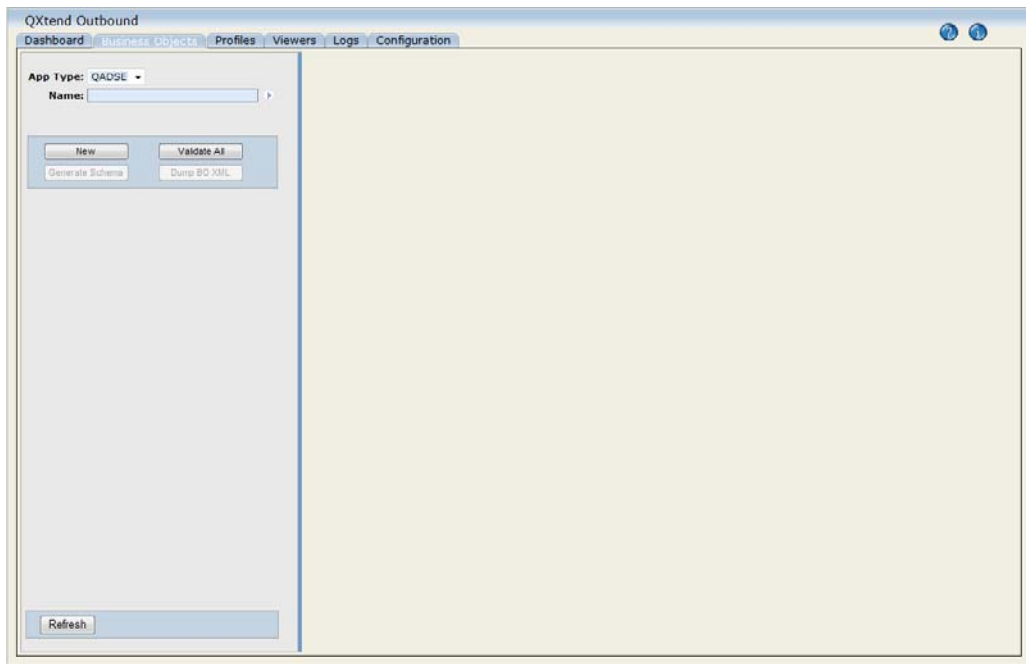 QXtend Outbound
Dashboard Business Objects Profiles Viewers Logs Configuration
App Type: QADSE
Name:
New Validate All
Generate Schema Dump BO XML
Refresh